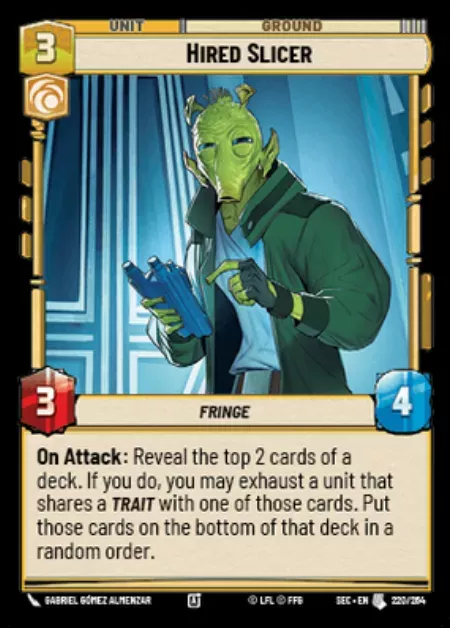 UNIT GROUND
3 HIRED SLICER
3 FRINGE 4
On Attack: Reveal the top 2 cards of a
deck. If you do, you may exhaust a unit that
shares a TRAIT with one of those cards. Put
those cards on the bottom of that deck in a
random order.
GABRIEL GÓMEZ ALMENZAR A © LFL © FFG SEC • EN 220/264